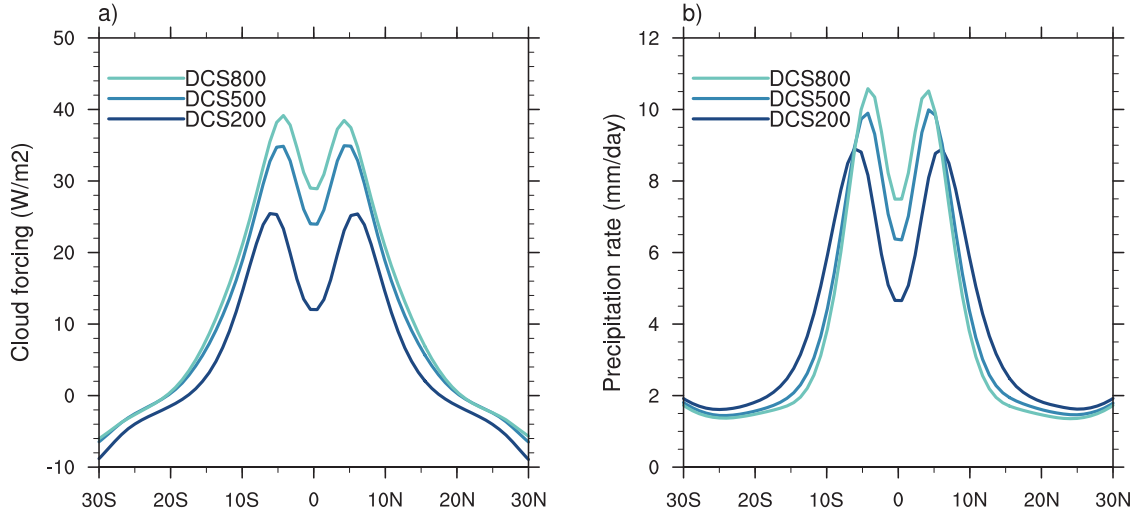 a)
50
40
30
20
10
0
-10
Cloud forcing (W/m2)
DCS800
DCS500
DCS200
30S 20S 10S 0 10N 20N 30N
b)
12
10
8
6
4
2
0
Precipitation rate (mm/day)
DCS800
DCS500
DCS200
30S 20S 10S 0 10N 20N 30N